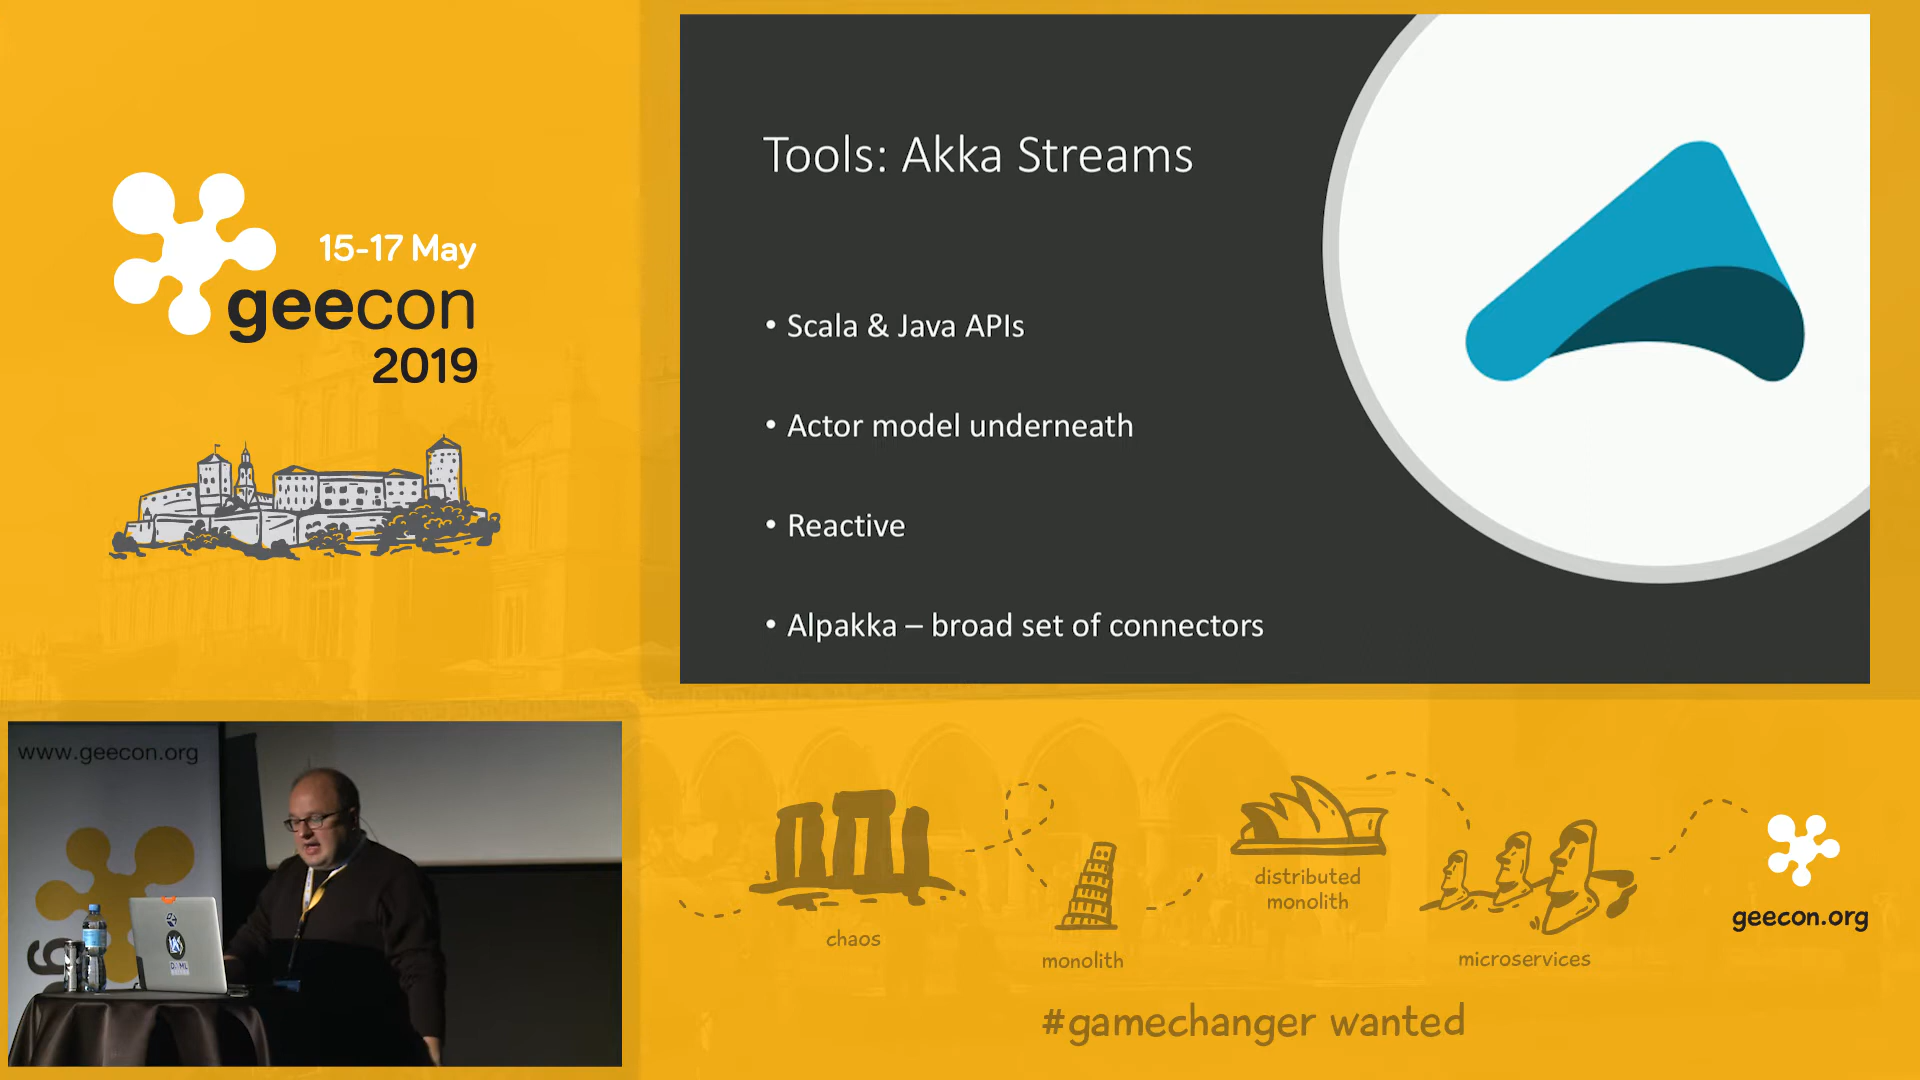 15-17 May
geecon
2019
Tools: Akka Streams
• Scala & Java APIs
• Actor model underneath
• Reactive
• Alpakka – broad set of connectors
www.geecon.org
chaos
monolith
distributed
monolith
microservices
geecon.org
#gamechanger wanted